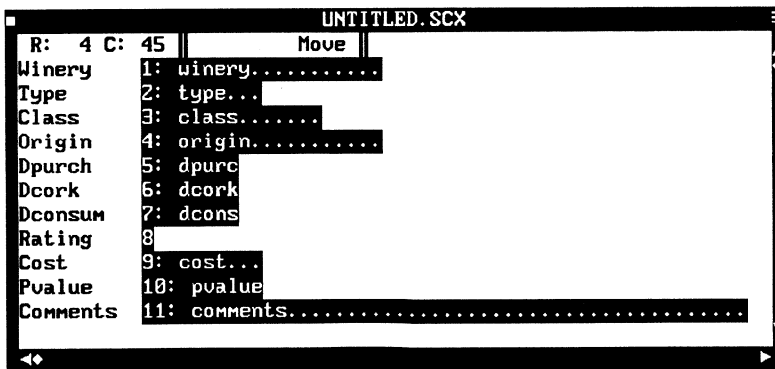 UNTITLED.SCX
R: 4 C: 45 Move
Winery 1: winery...........
Type 2: type...
Class 3: class.......
Origin 4: origin...........
Dpurch 5: dpurc
Dcork 6: dcork
Dconsum 7: dcons
Rating 8
Cost 9: cost...
Pvalue 10: pvalue
Comments 11: comments......................................